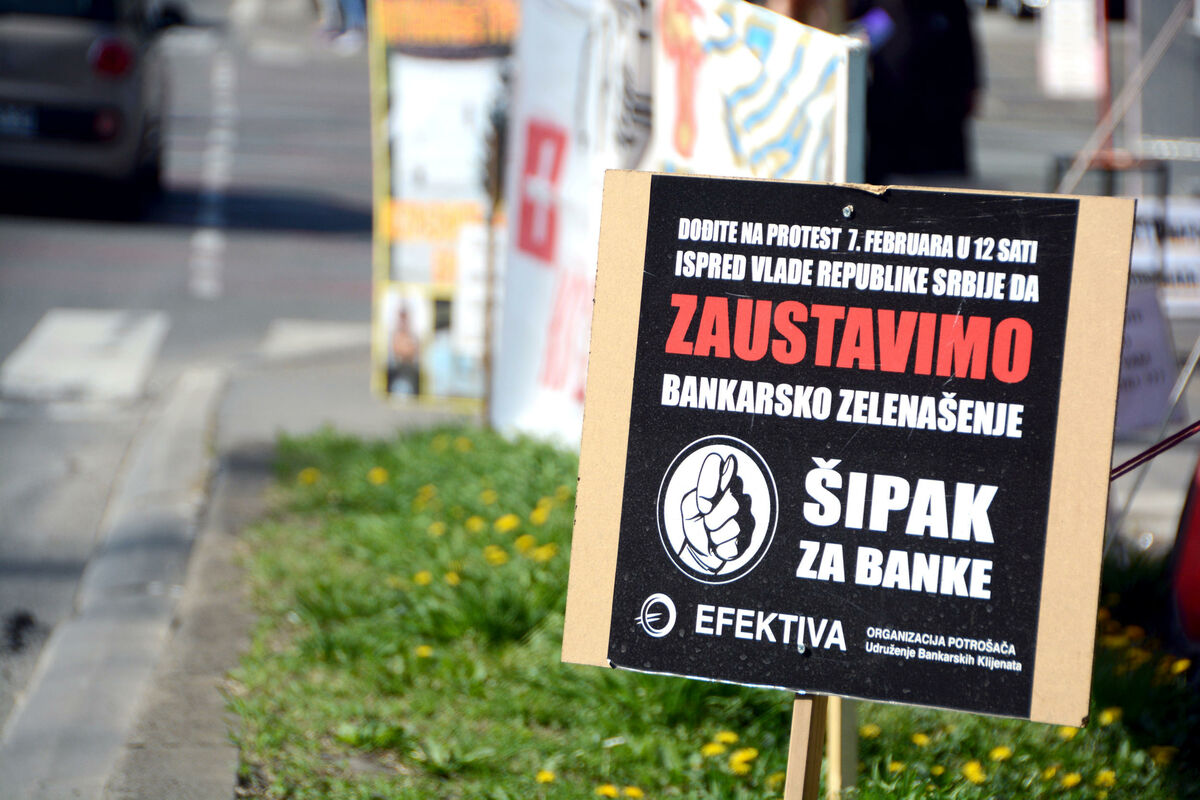 DOĐITE NA PROTEST 7. FEBRUARA U 12 SATI
ISPRED VLADE REPUBLIKE SRBIJE DA
ZAUSTAVIMO
BANKARSKO ZELENAŠENJE
ŠIPAK
ZA BANKE
EFEKTIVA
ORGANIZACIJA POTROŠAČA
Udruženje Bankarskih Klijenata